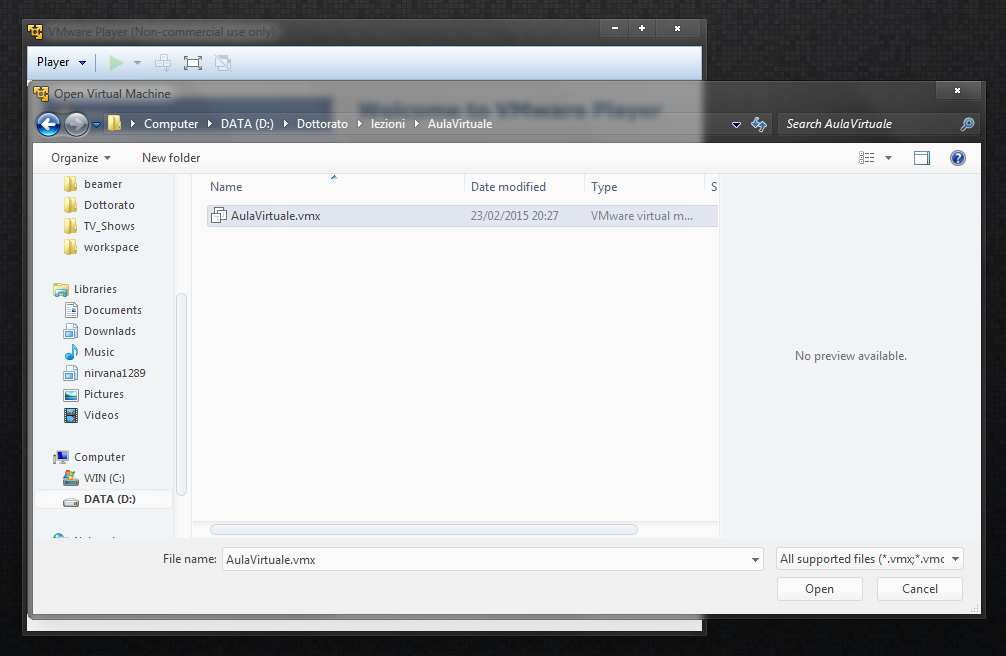 VMware Player (Non-commercial use only)
Player
Open Virtual Machine
Welcome to VMware Player
Computer DATA (D:) Dottorato lezioni AulaVirtuale
Search AulaVirtuale
Organize New folder
beamer
Dottorato
TV_Shows
workspace
Libraries
Documents
Downlads
Music
nirvana1289
Pictures
Videos
Computer
WIN (C:)
DATA (D:)
Name Date modified Type S
AulaVirtuale.vmx 23/02/2015 20:27 VMware virtual m...
No preview available.
File name: AulaVirtuale.vmx All supported files (*.vmx;*.vmc
Open Cancel